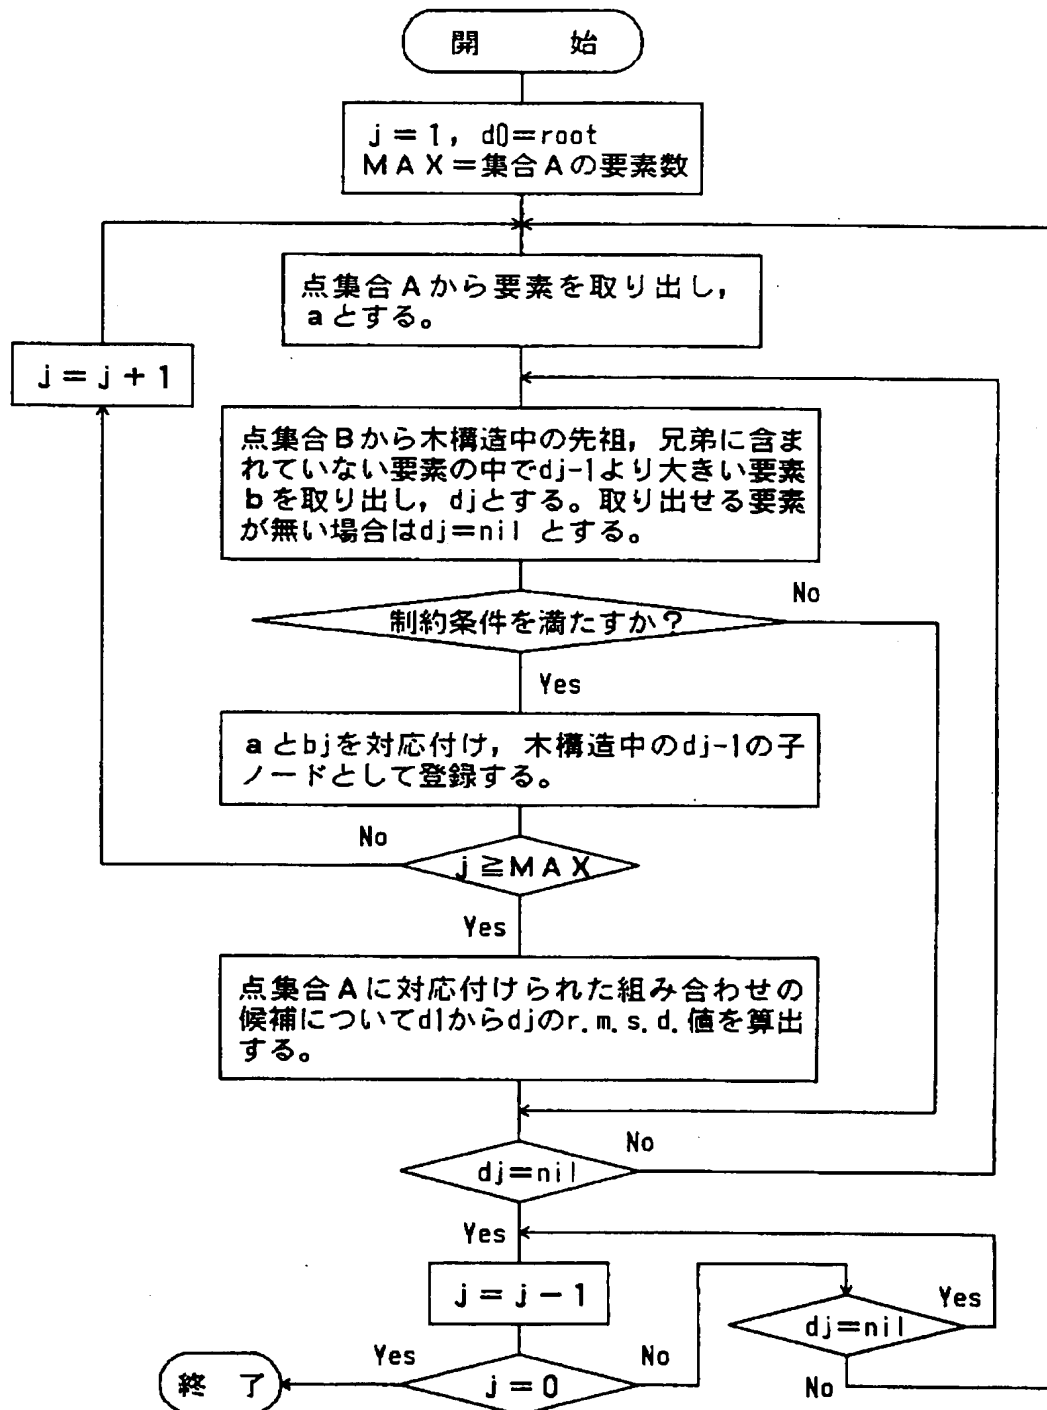 開 始
j=1, d0=root
MAX=集合Aの要素数
点集合Aから要素を取り出し,
aとする。
j=j+1
点集合Bから木構造中の先祖,兄弟に含ま
れていない要素の中でdj-1より大きい要素
bを取り出し,djとする。取り出せる要素
が無い場合はdj=nil とする。
No
制約条件を満たすか?
Yes
aとbjを対応付け,木構造中のdj-1の子
ノードとして登録する。
No
j≧MAX
Yes
点集合Aに対応付けられた組み合わせの
候補についてd1からdjのr.m.s.d.値を算出
する。
No
dj=nil
Yes
j=j-1
Yes
dj=nil
Yes
No
No
終 了
j=0